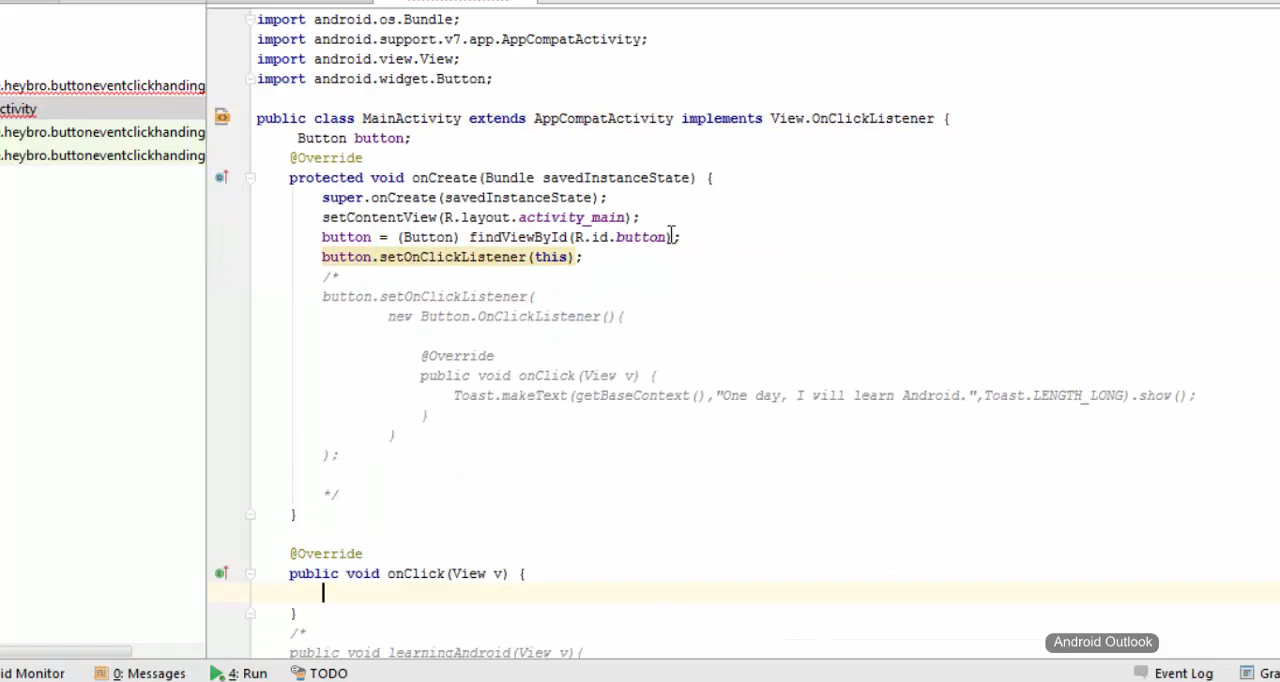 import android.os.Bundle;
import android.support.v7.app.AppCompatActivity;
import android.view.View;
import android.widget.Button;
.heybro.buttoneventclickhanding
ctivity
.heybro.buttoneventclickhanding
.heybro.buttoneventclickhanding
public class MainActivity extends AppCompatActivity implements View.OnClickListener {
Button button;
@Override
protected void onCreate(Bundle savedInstanceState) {
super.onCreate(savedInstanceState);
setContentView(R.layout.activity_main);
button = (Button) findViewById(R.id.button);
button.setOnClickListener(this);
/*
button.setOnClickListener(
new Button.OnClickListener(){
@Override
public void onClick(View v) {
Toast.makeText(getBaseContext(),"One day, I will learn Android.",Toast.LENGTH_LONG).show();
}
}
);
*/
}
@Override
public void onClick(View v) {
}
/*
public void learningAndroid(View v){
Android Outlook
id Monitor
0: Messages
4: Run
TODO
Event Log
Gra